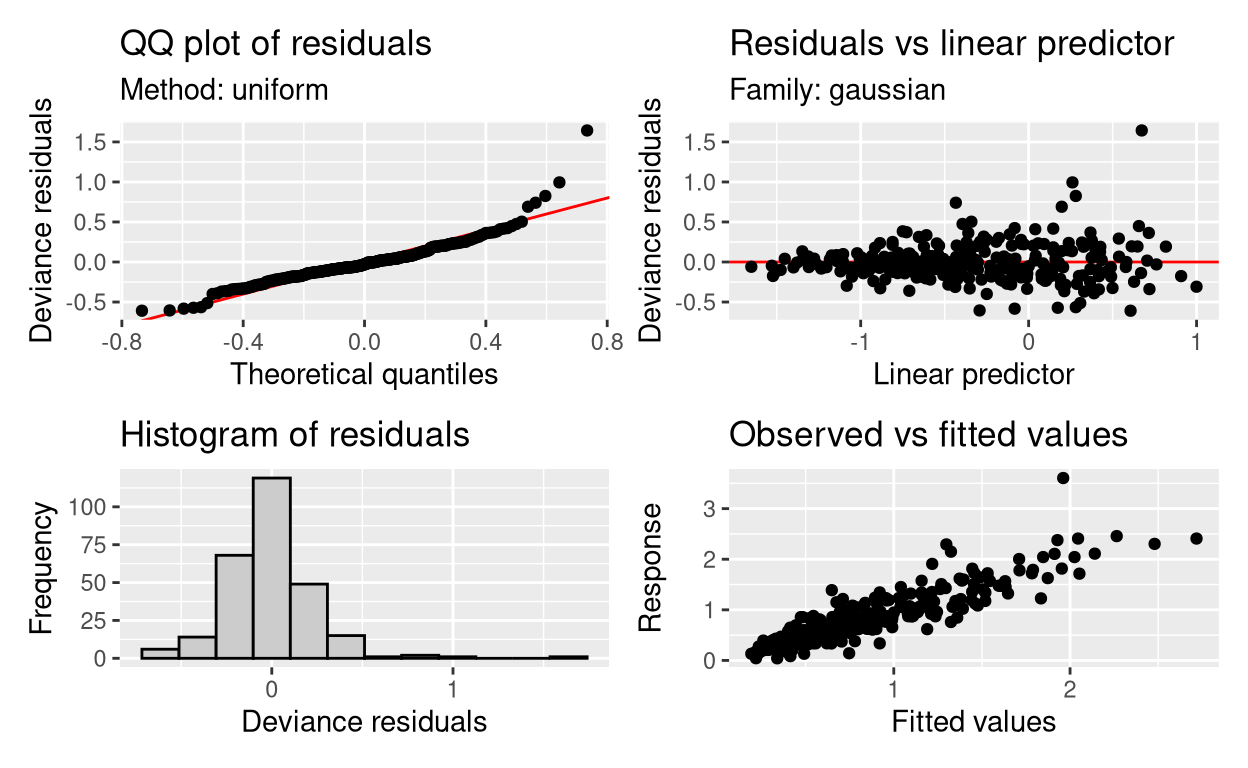 QQ plot of residuals
Method: uniform
Deviance residuals
1.5
1.0
0.5
0.0
-0.5
-0.8
-0.4
0.0
0.4
0.8
Theoretical quantiles
Residuals vs linear predictor
Family: gaussian
Deviance residuals
1.5
1.0
0.5
0.0
-0.5
-1
0
1
Linear predictor
Histogram of residuals
Frequency
100
75
50
25
0
0
1
Deviance residuals
Observed vs fitted values
Response
3
2
1
0
1
2
Fitted values